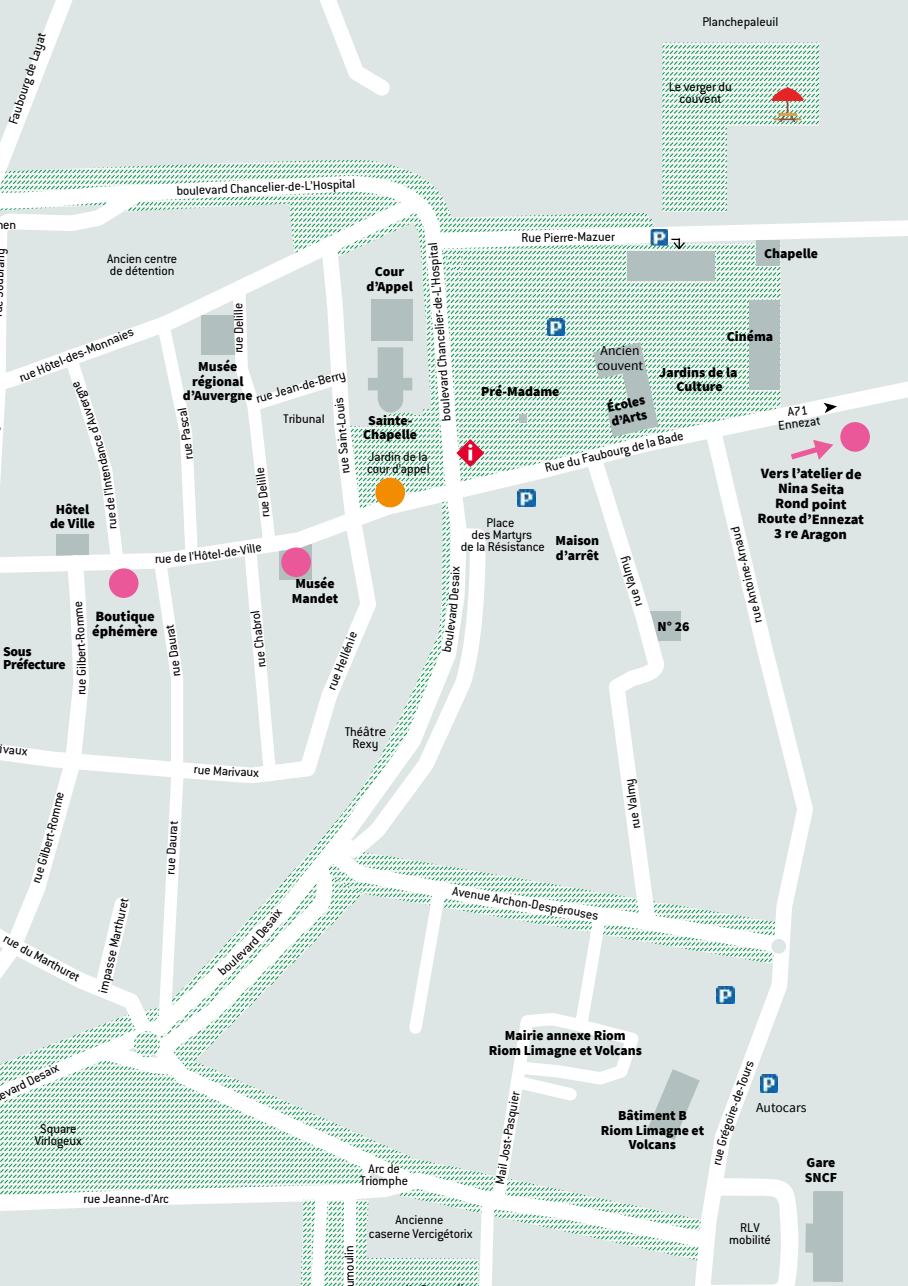 Planchepaleuil
Faubourg de Layat
Le verger du
couvent
boulevard Chancelier-de-L'Hospital
Rue Pierre-Mazuer
P
Chapelle
Ancien centre
de détention
Cour
d'Appel
boulevard Chancelier-de-L'Hospital
P
Cinéma
rue Hôtel-des-Monnaies
rue Delille
Ancien
couvent
Musée
régional
d'Auvergne
rue Jean-de-Berry
Pré-Madame
Jardins de la
Culture
rue de l'Intendance d'Auvergne
rue Pascal
Tribunal
rue Saint-Louis
Sainte-
Chapelle
Écoles
d'Arts
A71
Ennezat
Jardin de la
cour d'appel
i
Rue du Faubourg de la Bade
rue Delille
P
Vers l'atelier de
Nina Seita
Rond point
Route d'Ennezat
3 re Aragon
Hôtel
de Ville
Place
des Martyrs
de la Résistance
Maison
d'arrêt
rue de l'Hôtel-de-Ville
Musée
Mandet
boulevard Desaix
rue Valmy
rue Antoine-Arnaud
Boutique
éphémère
N° 26
Sous
Préfecture
rue Gilbert-Romme
rue Daurat
rue Chabrol
rue Hellénie
Théâtre
Rexy
ivaux
rue Marivaux
rue Valmy
rue Gilbert-Romme
rue Daurat
Avenue Archon-Despérouses
rue du Marthuret
impasse Marthuret
boulevard Desaix
P
Mairie annexe Riom
Riom Limagne et Volcans
evard Desaix
P
Autocars
Square
Virlogeux
Mail Jost-Pasquier
Bâtiment B
Riom Limagne et
Volcans
rue Grégoire-de-Tours
Arc de
Triomphe
Gare
SNCF
rue Jeanne-d'Arc
Ancienne
caserne Vercigétorix
RLV
mobilité
umoulin